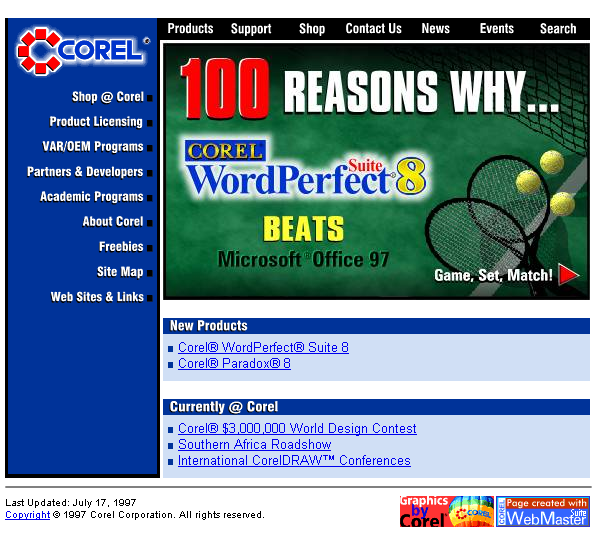 COREL®
Products Support Shop Contact Us News Events Search
Shop @ Corel
Product Licensing
VAR/OEM Programs
Partners & Developers
Academic Programs
About Corel
Freebies
Site Map
Web Sites & Links
100 REASONS WHY...
COREL
WordPerfect® Suite 8
BEATS
Microsoft® Office 97
Game, Set, Match!
New Products
Corel® WordPerfect® Suite 8
Corel® Paradox® 8
Currently @ Corel
Corel® $3,000,000 World Design Contest
Southern Africa Roadshow
International CorelDRAW™ Conferences
Last Updated: July 17, 1997
Copyright © 1997 Corel Corporation. All rights reserved.
Graphics
by
Corel
COREL
COREL
Page created with
Suite
WebMaster